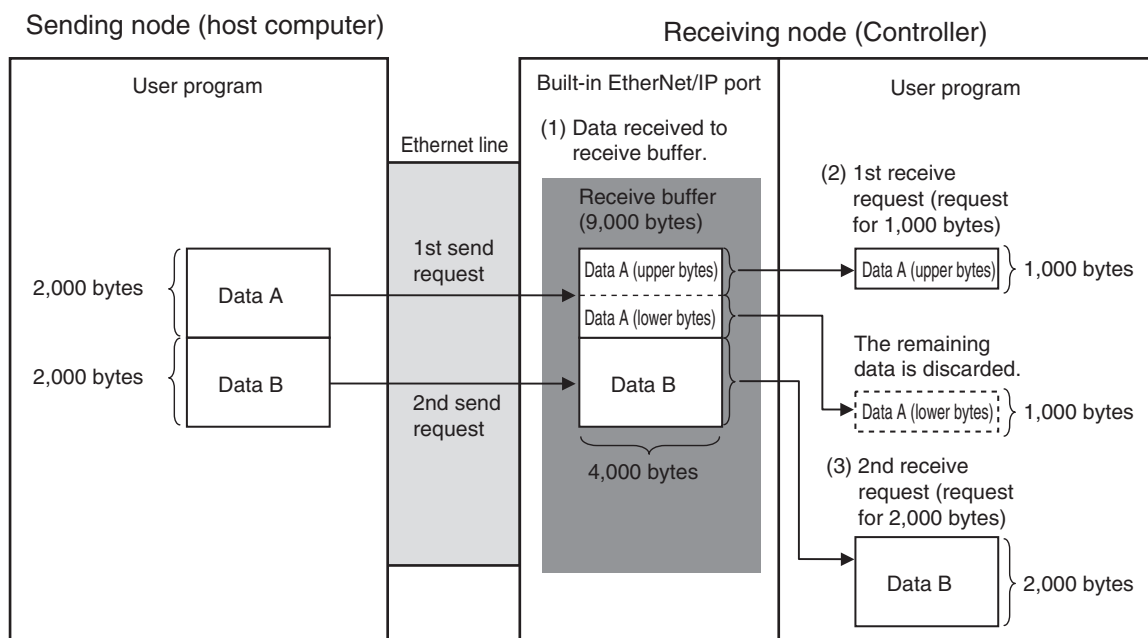 Sending node (host computer)
Receiving node (Controller)
User program
Built-in EtherNet/IP port
User program
Ethernet line
(1) Data received to
receive buffer.
Receive buffer
(9,000 bytes)
(2) 1st receive
request (request
for 1,000 bytes)
2,000 bytes
Data A
1st send
request
Data A (upper bytes)
Data A (upper bytes)
1,000 bytes
Data A (lower bytes)
The remaining
data is discarded.
2,000 bytes
Data B
2nd send
request
Data B
Data A (lower bytes)
1,000 bytes
4,000 bytes
(3) 2nd receive
request (request
for 2,000 bytes)
Data B
2,000 bytes